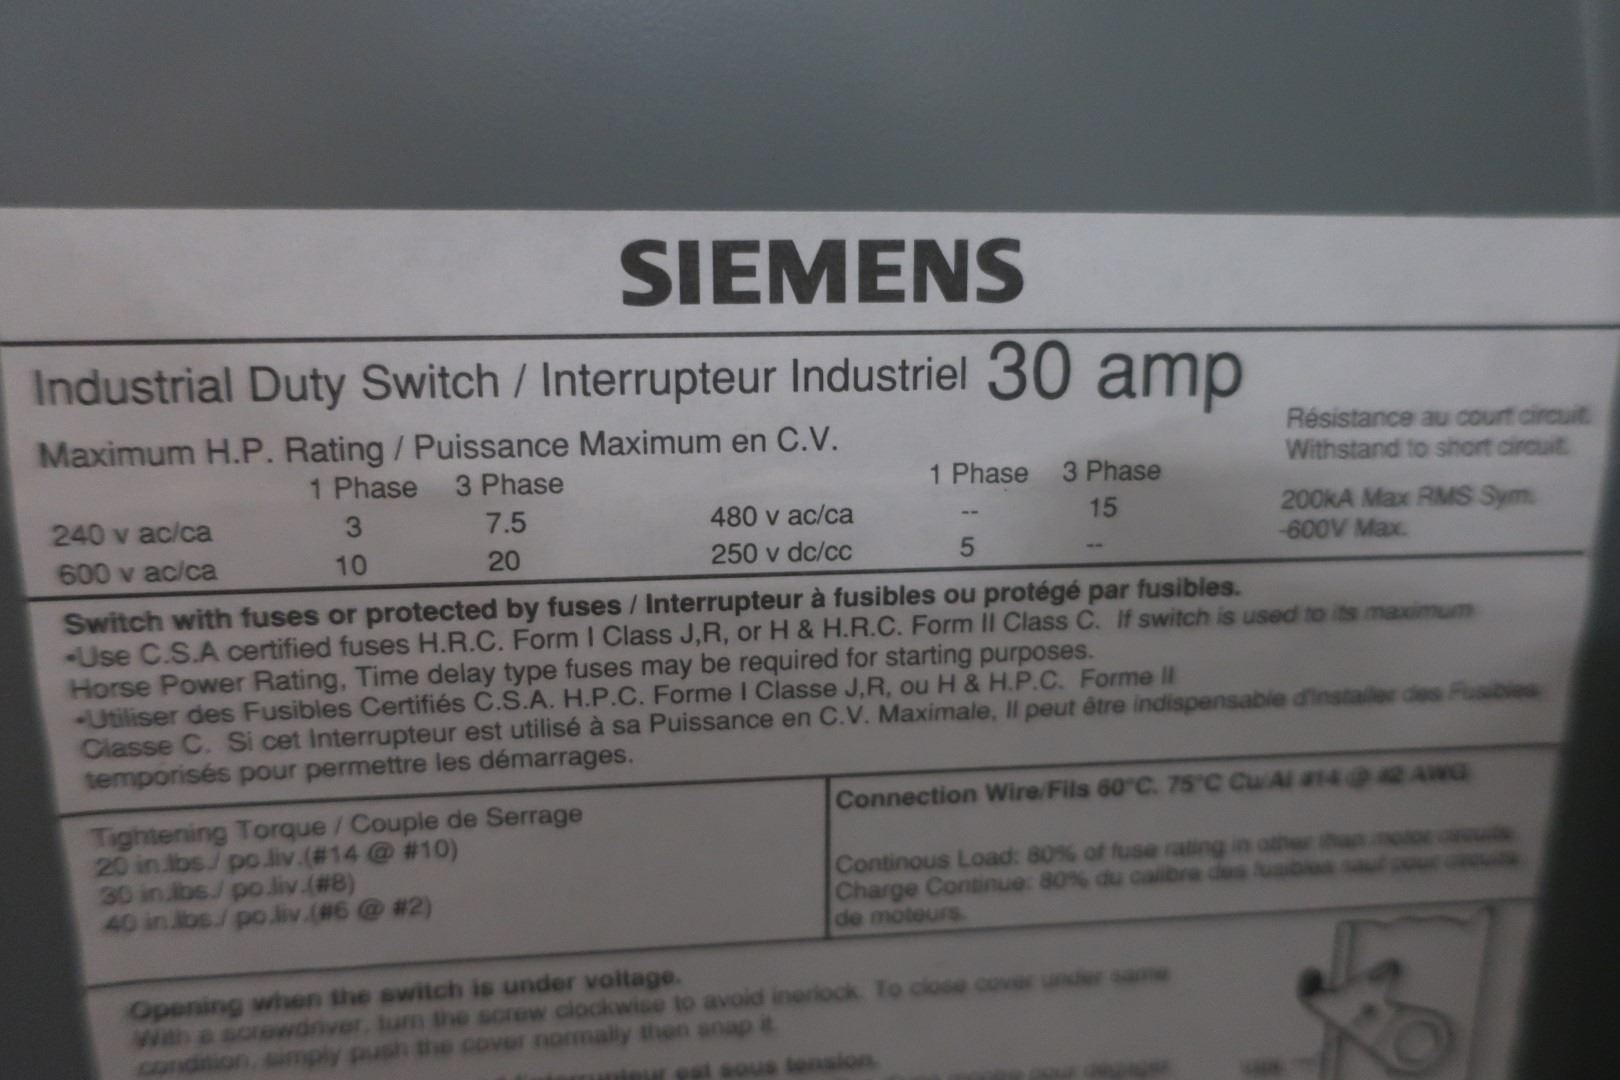 SIEMENS
Industrial Duty Switch / Interrupteur Industriel 30 amp
Maximum H.P. Rating / Puissance Maximum en C.V.
Résistance au court circuit.
Withstand to short circuit.
1 Phase 3 Phase 1 Phase 3 Phase
240 v ac/ca 3 7.5 480 v ac/ca -- 15
200kA Max RMS Sym.
600 v ac/ca 10 20 250 v dc/cc 5 --
-600V Max.
Switch with fuses or protected by fuses / Interrupteur à fusibles ou protégé par fusibles.
•Use C.S.A certified fuses H.R.C. Form I Class J,R, or H & H.R.C. Form II Class C. If switch is used to its maximum
Horse Power Rating, Time delay type fuses may be required for starting purposes.
•Utiliser des Fusibles Certifiés C.S.A. H.P.C. Forme I Classe J,R, ou H & H.P.C. Forme II
Classe C. Si cet Interrupteur est utilisé à sa Puissance en C.V. Maximale, Il peut être indispensable d'installer des Fusibles
temporisés pour permettre les démarrages.
Tightening Torque / Couple de Serrage
20 in.lbs./ po.liv.(#14 @ #10)
30 in.lbs./ po.liv.(#8)
40 in.lbs./ po.liv.(#6 @ #2)
Connection Wire/Fils 60°C. 75°C Cu/Al #14 @ #2 AWG
Continous Load: 80% of fuse rating in other than motor circuits.
Charge Continue: 80% du calibre des fusibles sauf pour circuits
de moteurs.
Opening when the switch is under voltage.
With a screwdriver, turn the screw clockwise to avoid inerlock. To close cover under same
condition, simply push the cover normally then snap it.
l'interrupteur est sous tension.
montre pour dégager